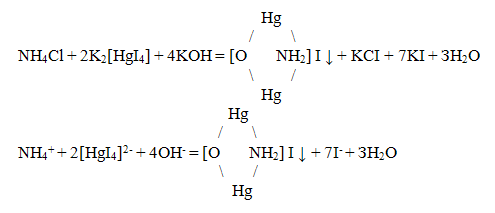 Hg
/ \
NH₄Cl + 2K₂[HgI₄] + 4KOH = [O NH₂] I ↓ + KCI + 7KI + 3H₂O
\ /
Hg
Hg
/ \
NH₄⁺ + 2[HgI₄]²⁻ + 4OH⁻ = [O NH₂] I ↓ + 7I⁻ + 3H₂O
\ /
Hg